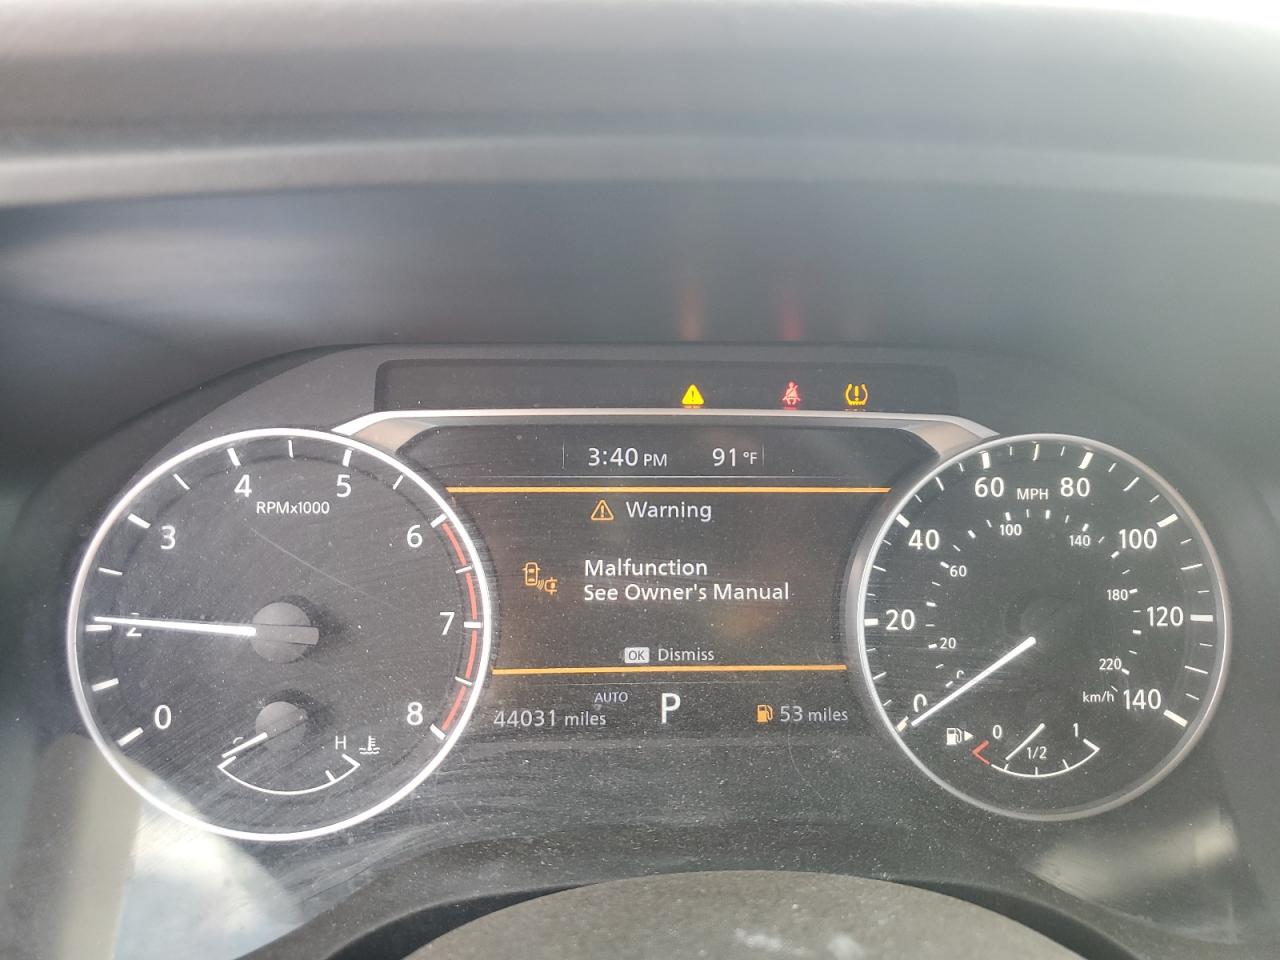 3:40 PM 91°F
Warning
Malfunction
See Owner's Manual
OK Dismiss
AUTO
44031 miles P 53 miles
0
2
3
4
5
6
7
8
RPMx1000
H
0
20
40
60
80
100
120
140
MPH
0
20
60
100
140
180
220
km/h
0
1/2
1